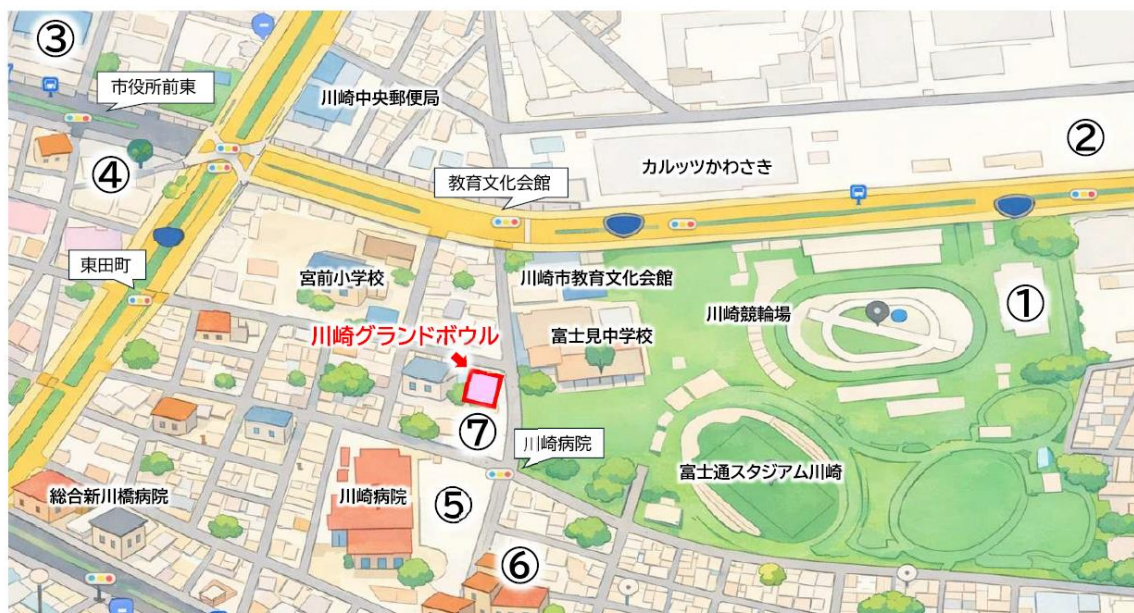 ③
市役所前東
川崎中央郵便局
②
カルッツかわさき
④
教育文化会館
東田町
宮前小学校
川崎市教育文化会館
①
川崎競輪場
川崎グランドボウル
富士見中学校
⑦
川崎病院
富士通スタジアム川崎
総合新川橋病院
川崎病院
⑤
⑥